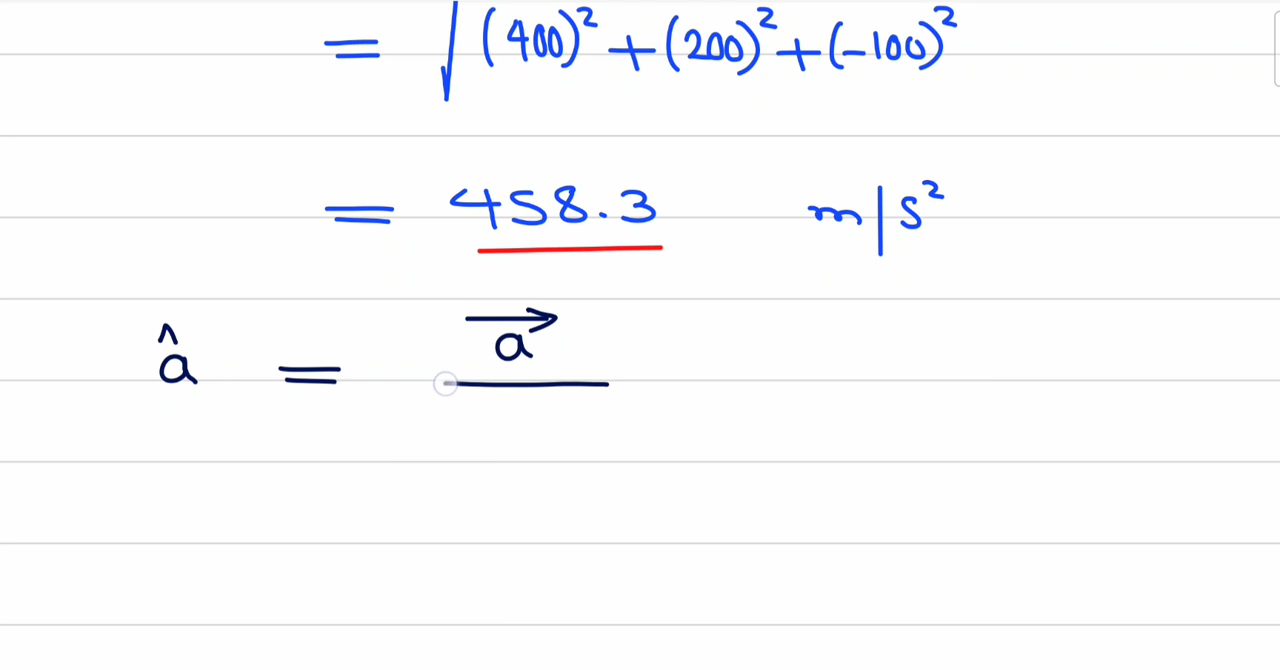 = √(400)² + (200)² + (-100)²
= 458.3 m/s²
â = a⃗